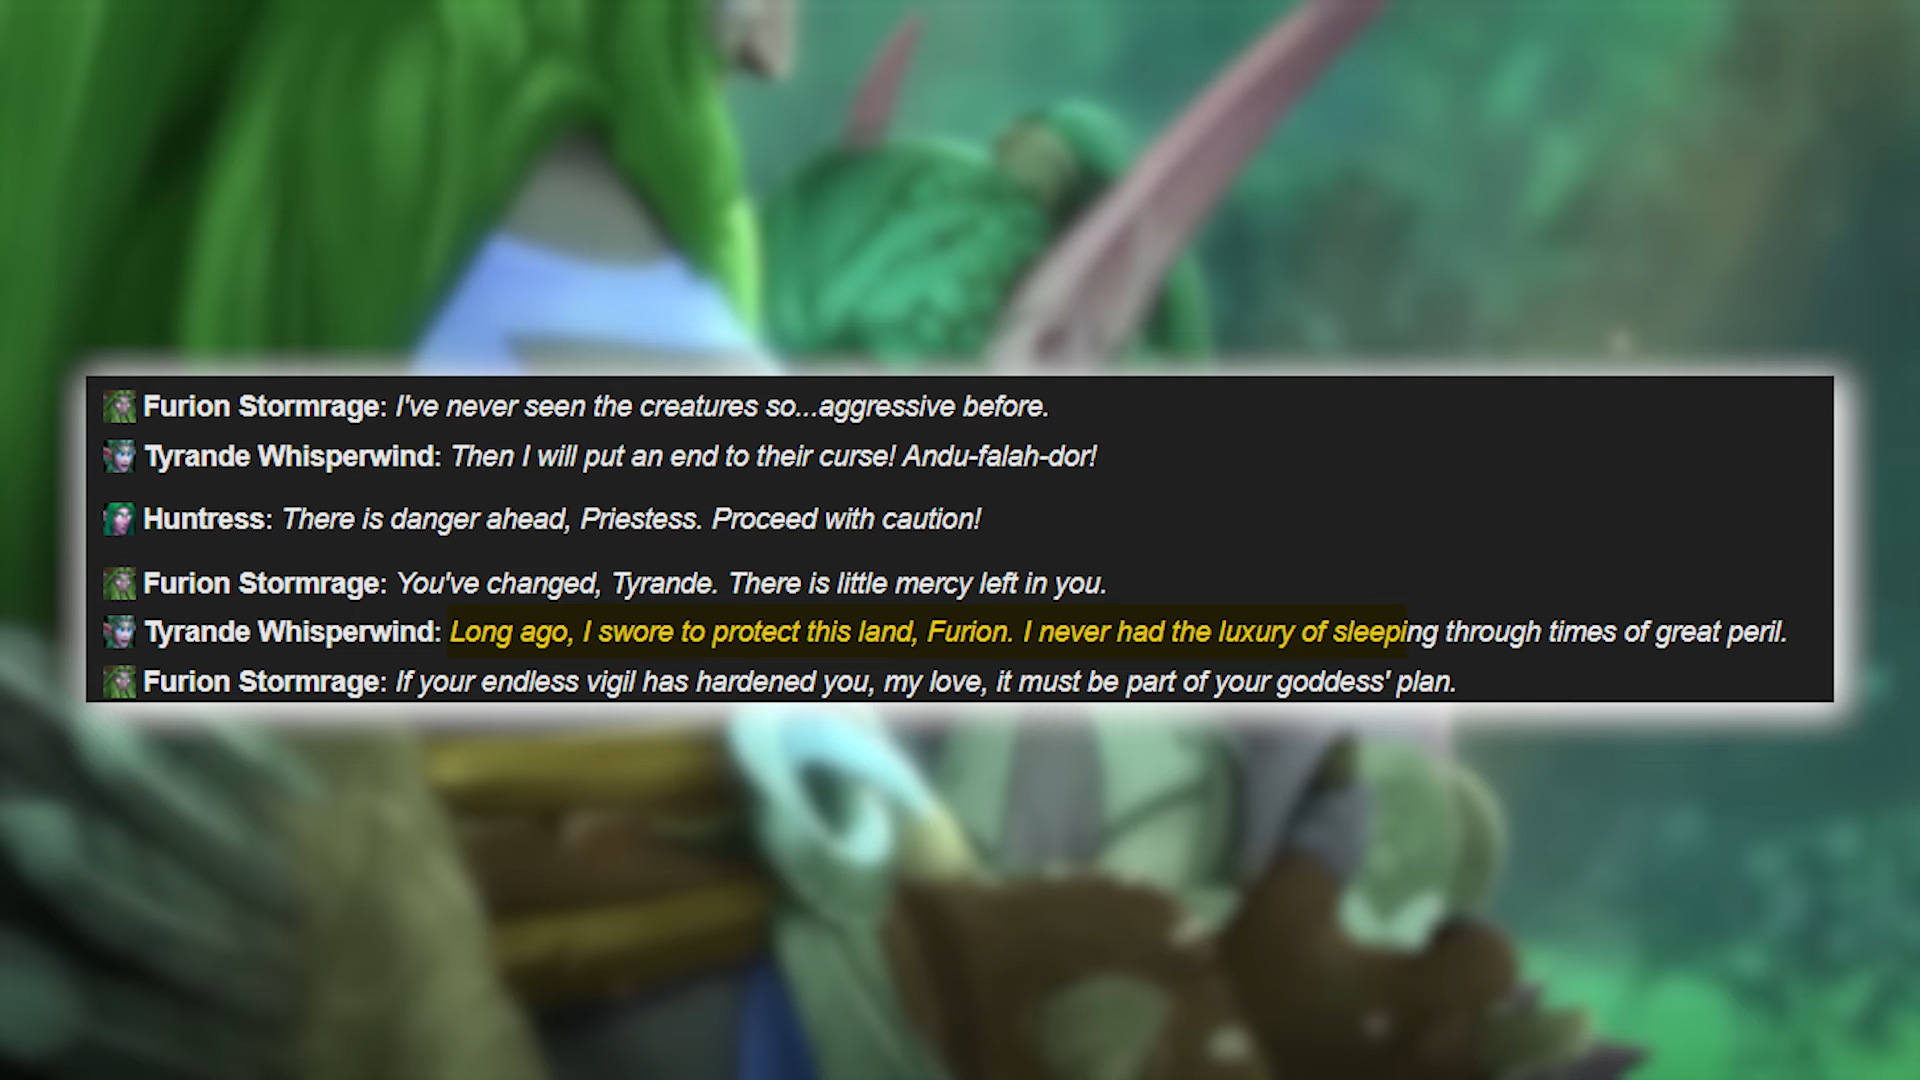 Furion Stormrage: I've never seen the creatures so...aggressive before.
Tyrande Whisperwind: Then I will put an end to their curse! Andu-falah-dor!
Huntress: There is danger ahead, Priestess. Proceed with caution!
Furion Stormrage: You've changed, Tyrande. There is little mercy left in you.
Tyrande Whisperwind: Long ago, I swore to protect this land, Furion. I never had the luxury of sleeping through times of great peril.
Furion Stormrage: If your endless vigil has hardened you, my love, it must be part of your goddess' plan.